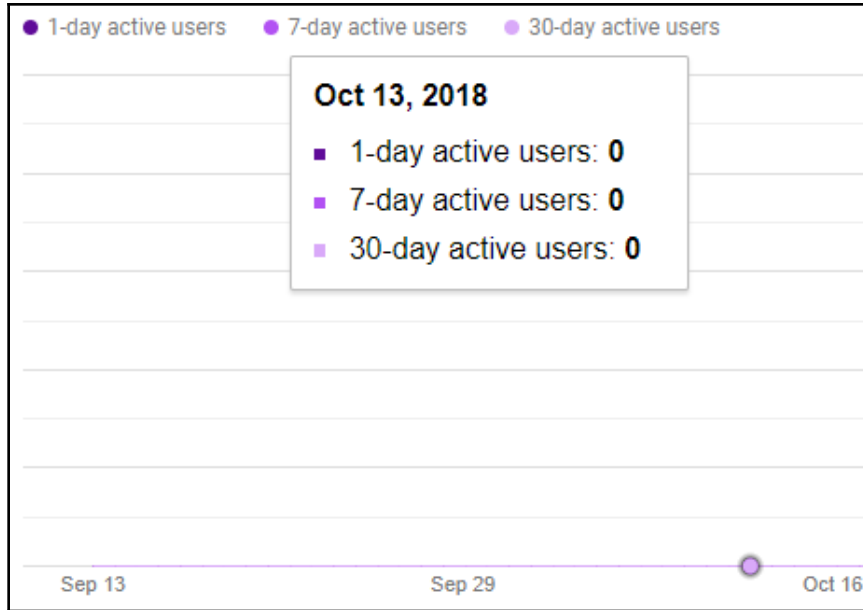 1-day active users 7-day active users 30-day active users
Oct 13, 2018
1-day active users: 0
7-day active users: 0
30-day active users: 0
Sep 13 Sep 29 Oct 16